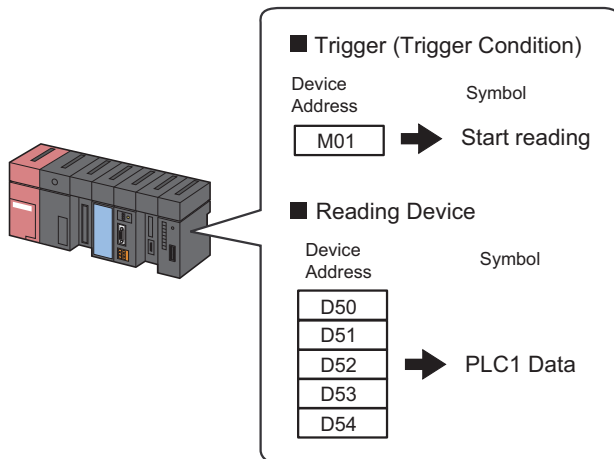 ■ Trigger (Trigger Condition)
Device
Address
Symbol
M01
Start reading
■ Reading Device
Device
Address
Symbol
D50
D51
D52
D53
D54
PLC1 Data